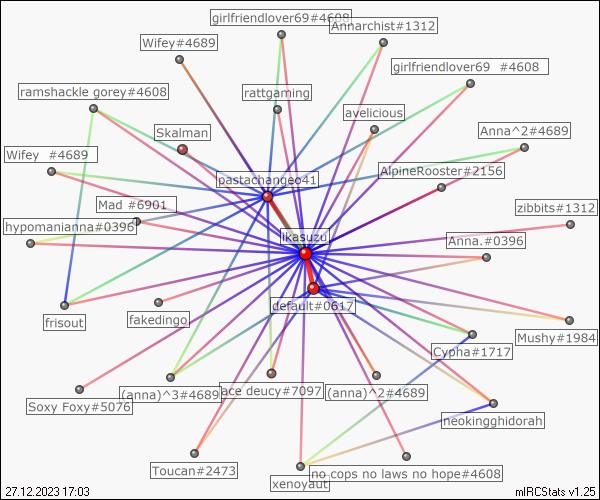 girlfriendlover69#4608
Annarchist#1312
Wifey#4689
girlfriendlover69 #4608
ramshackle gorey#4608
rattgaming
avelicious
Skalman
Anna^2#4689
Wifey #4689
AlpineRooster#2156
pastachangeo41
Mad #6901
zibbits#1312
hypomanianna#0396
likasuzu
Anna.#0396
default#0617
frisout
fakedingo
Mushy#1984
Cypha#1717
Soxy Foxy#5076
(anna)^3#4689
ace deucy#7097
(anna)^2#4689
neokingghidorah
Toucan#2473
no cops no laws no hope#4608
xenoyaut
27.12.2023 17:03
mIRCStats v1.25